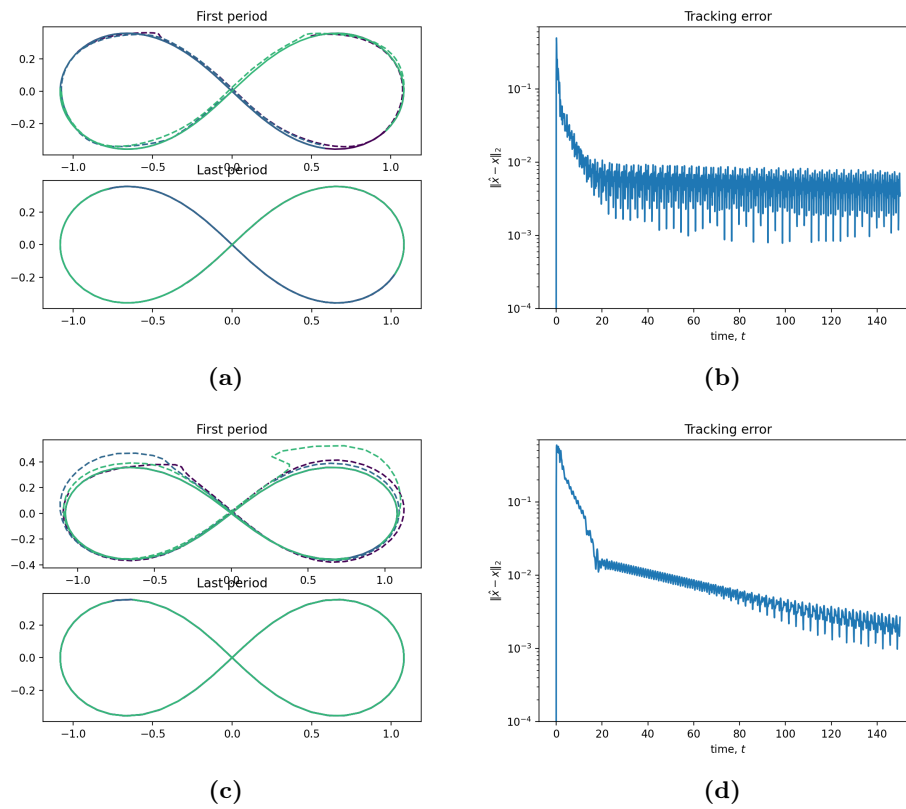 First period
0.4
0.2
0.0
−0.2
−1.0 −0.5 0.0 0.5 1.0
Last period
0.2
0.0
−0.2
−1.0 −0.5 0.0 0.5 1.0
(a)
Tracking error
10⁻¹
10⁻²
10⁻³
10⁻⁴
‖x̂ − x‖₂
0 20 40 60 80 100 120 140
time, t
(b)
First period
0.4
0.2
0.0
−0.2
−0.4
−1.0 −0.5 0.0 0.5 1.0
Last period
0.2
0.0
−0.2
−1.0 −0.5 0.0 0.5 1.0
(c)
Tracking error
10⁻¹
10⁻²
10⁻³
10⁻⁴
‖x̂ − x‖₂
0 20 40 60 80 100 120 140
time, t
(d)